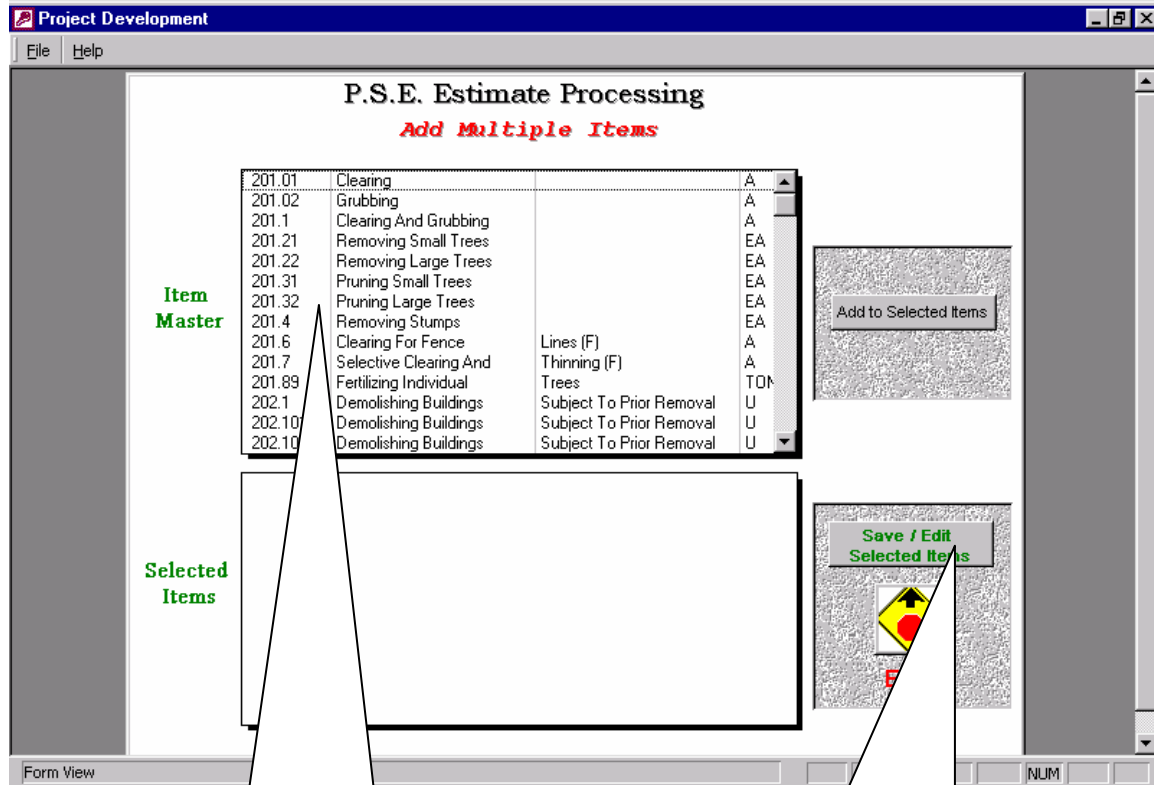 Project Development
File Help
P.S.E. Estimate Processing
Add Multiple Items
Item
Master
201.01 Clearing A
201.02 Grubbing A
201.1 Clearing And Grubbing A
201.21 Removing Small Trees EA
201.22 Removing Large Trees EA
201.31 Pruning Small Trees EA
201.32 Pruning Large Trees EA
201.4 Removing Stumps EA
201.6 Clearing For Fence Lines (F) A
201.7 Selective Clearing And Thinning (F) A
201.89 Fertilizing Individual Trees TON
202.1 Demolishing Buildings Subject To Prior Removal U
202.10 Demolishing Buildings Subject To Prior Removal U
202.10 Demolishing Buildings Subject To Prior Removal U
Add to Selected Items
Selected
Items
Save / Edit
Selected Items
Form View NUM